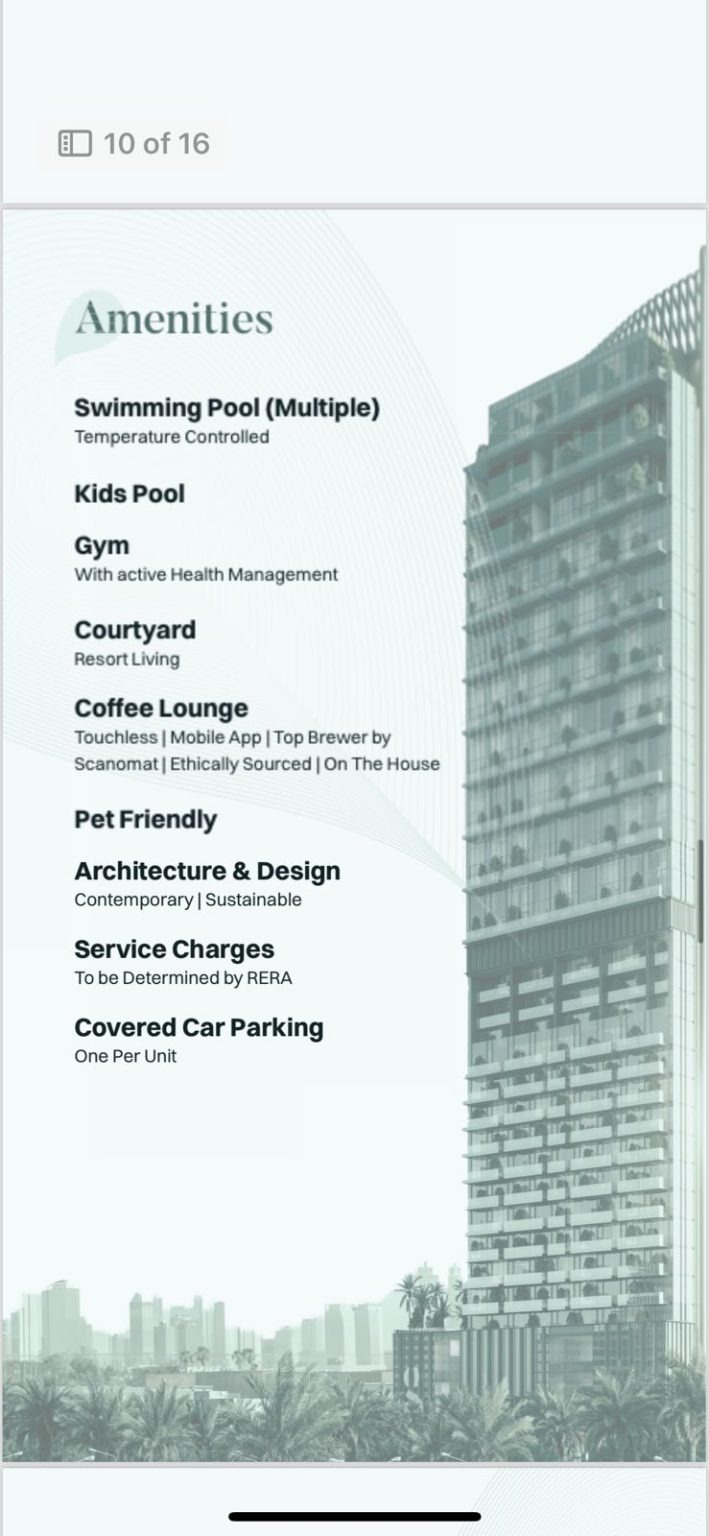 10 of 16
Amenities
Swimming Pool (Multiple)
Temperature Controlled
Kids Pool
Gym
With active Health Management
Courtyard
Resort Living
Coffee Lounge
Touchless | Mobile App | Top Brewer by
Scanomat | Ethically Sourced | On The House
Pet Friendly
Architecture & Design
Contemporary | Sustainable
Service Charges
To be Determined by RERA
Covered Car Parking
One Per Unit